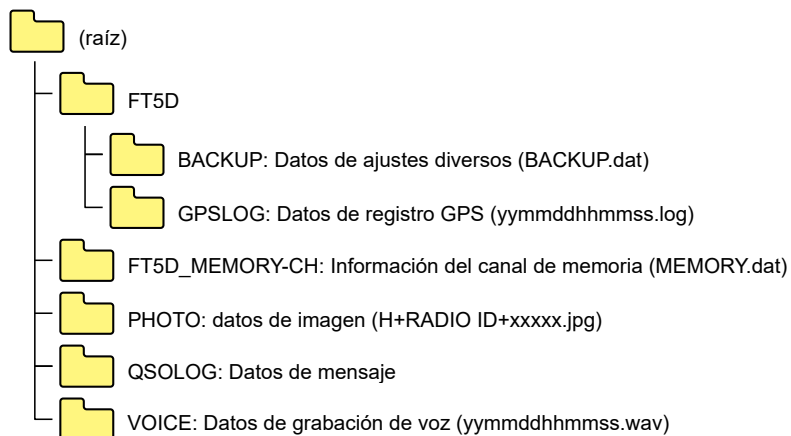 (raíz)
FT5D
BACKUP: Datos de ajustes diversos (BACKUP.dat)
GPSLOG: Datos de registro GPS (yymmddhhmmss.log)
FT5D_MEMORY-CH: Información del canal de memoria (MEMORY.dat)
PHOTO: datos de imagen (H+RADIO ID+xxxxx.jpg)
QSOLOG: Datos de mensaje
VOICE: Datos de grabación de voz (yymmddhhmmss.wav)